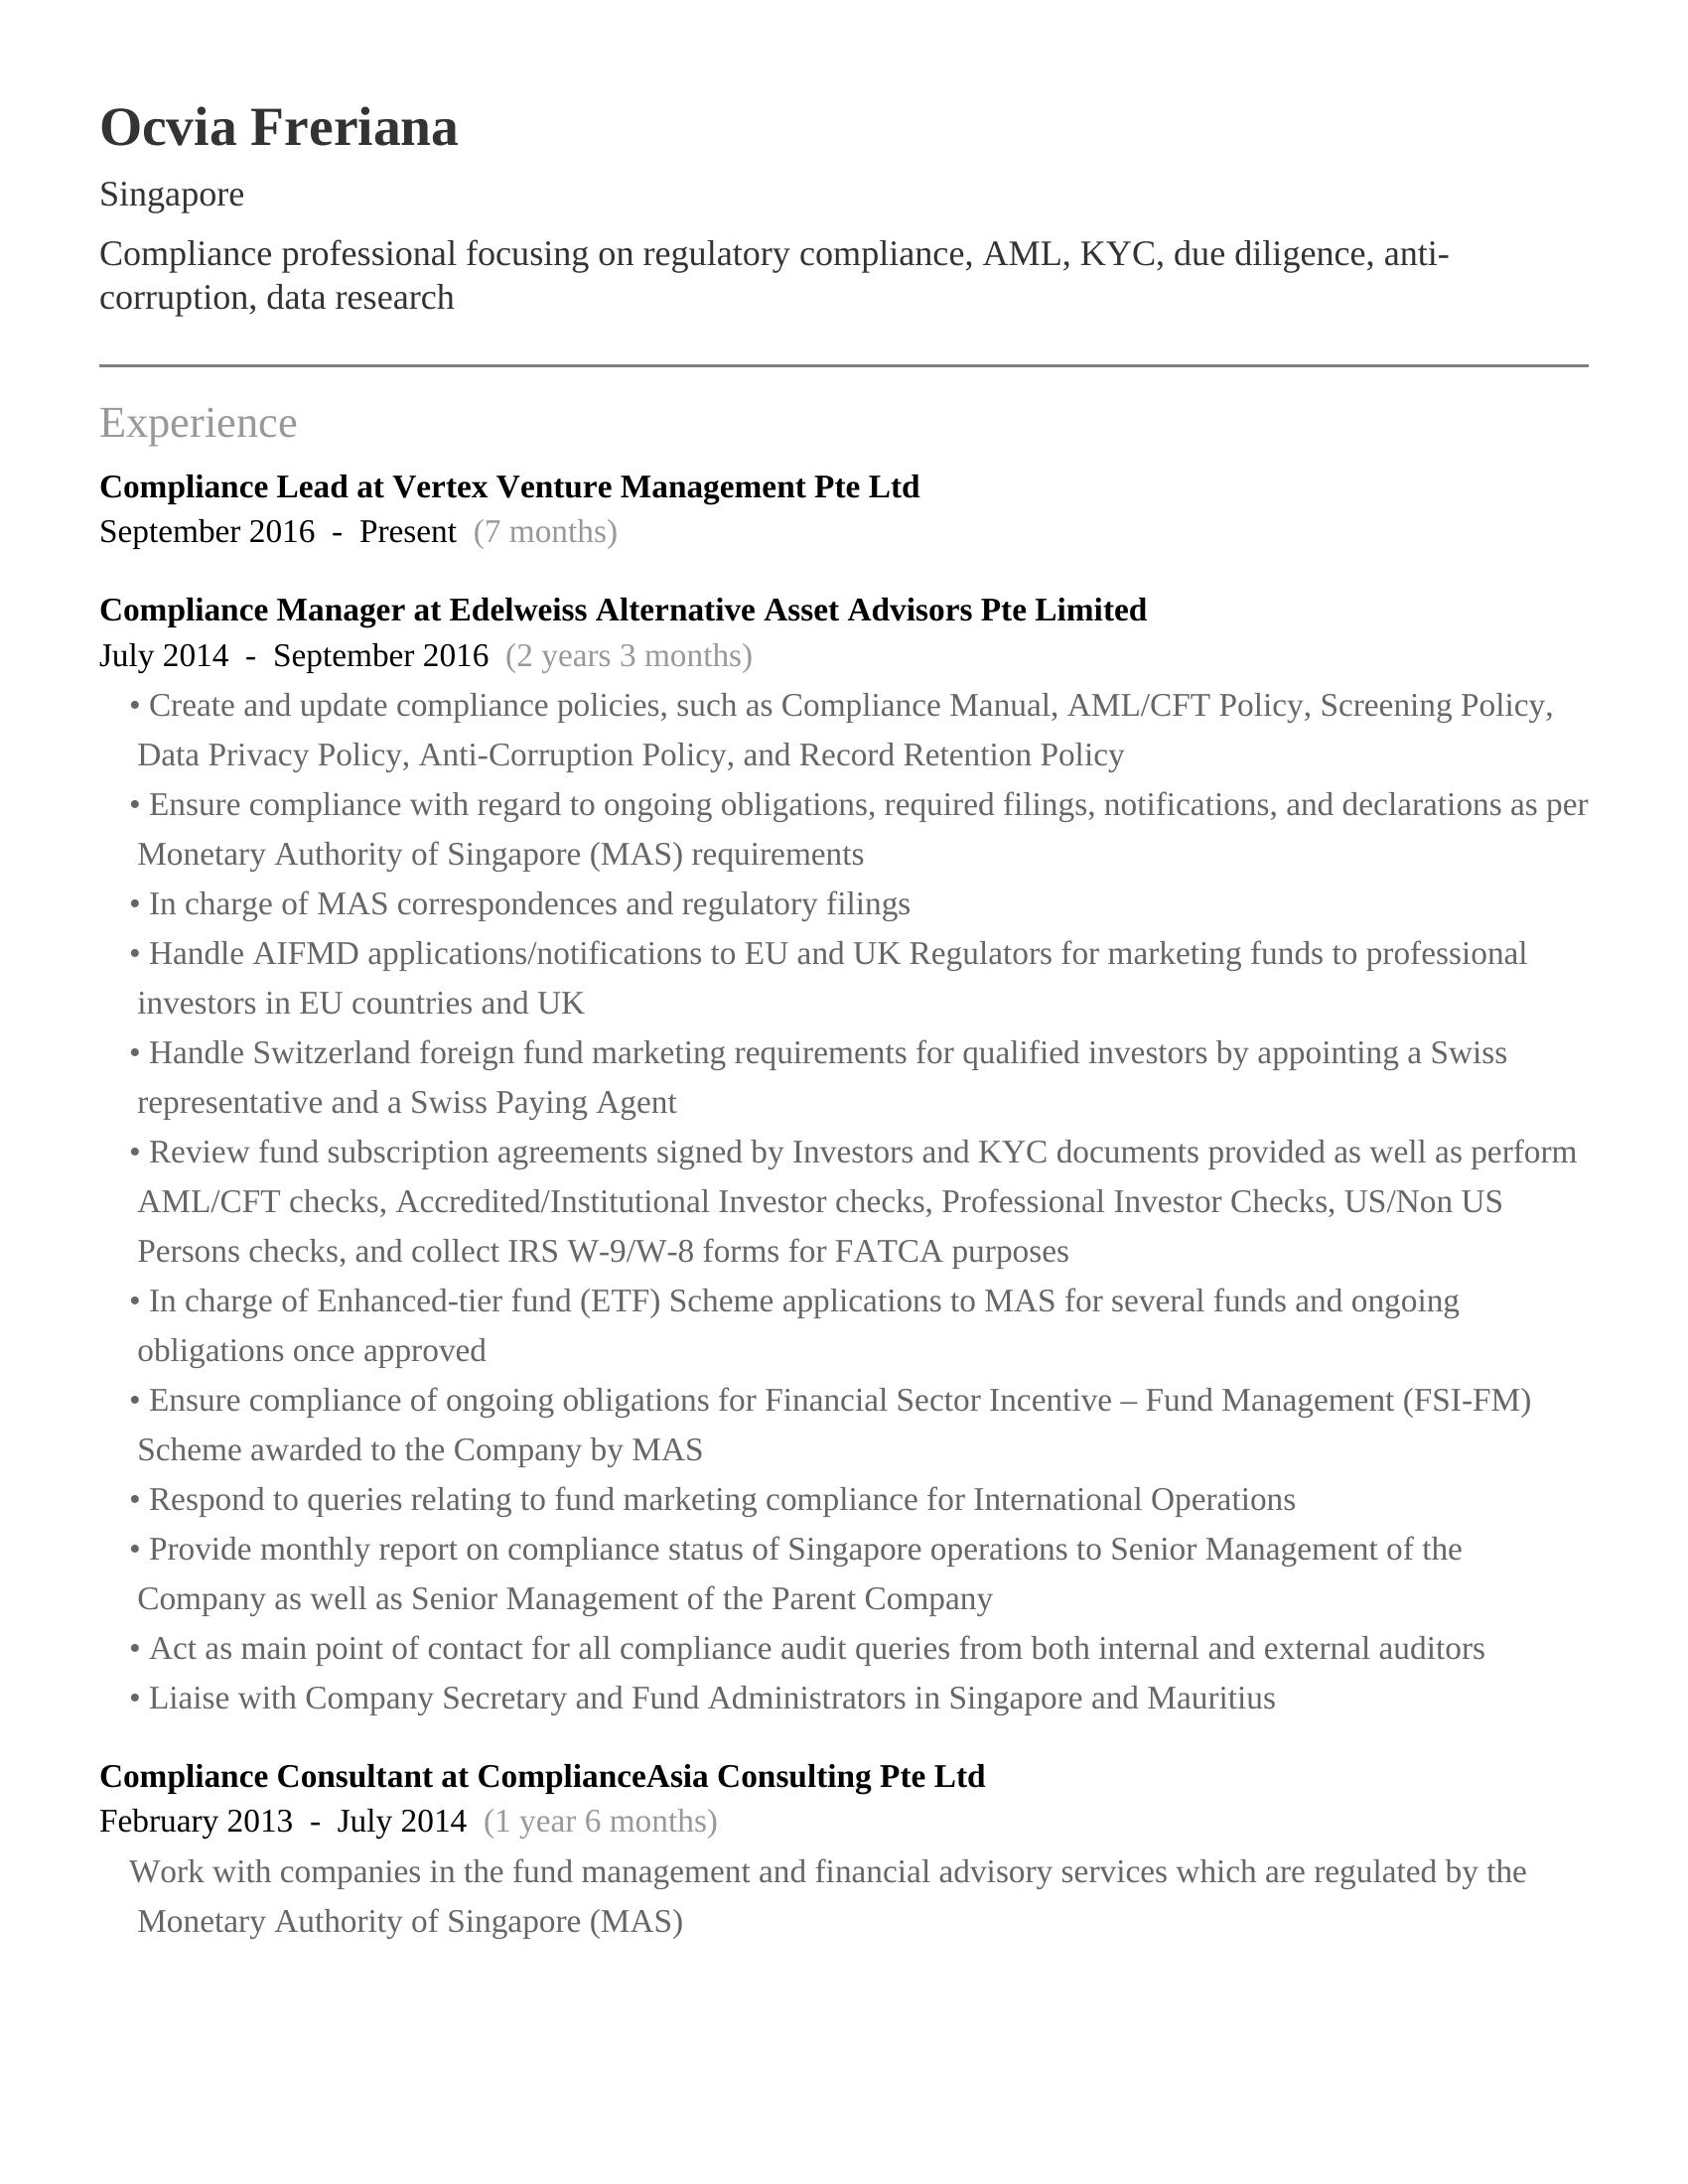 Ocvia Freriana
Singapore
Compliance professional focusing on regulatory compliance, AML, KYC, due diligence, anti-
corruption, data research
Experience
Compliance Lead at Vertex Venture Management Pte Ltd
September 2016 - Present (7 months)
Compliance Manager at Edelweiss Alternative Asset Advisors Pte Limited
July 2014 - September 2016 (2 years 3 months)
• Create and update compliance policies, such as Compliance Manual, AML/CFT Policy, Screening Policy,
Data Privacy Policy, Anti-Corruption Policy, and Record Retention Policy
• Ensure compliance with regard to ongoing obligations, required filings, notifications, and declarations as per
Monetary Authority of Singapore (MAS) requirements
• In charge of MAS correspondences and regulatory filings
• Handle AIFMD applications/notifications to EU and UK Regulators for marketing funds to professional
investors in EU countries and UK
• Handle Switzerland foreign fund marketing requirements for qualified investors by appointing a Swiss
representative and a Swiss Paying Agent
• Review fund subscription agreements signed by Investors and KYC documents provided as well as perform
AML/CFT checks, Accredited/Institutional Investor checks, Professional Investor Checks, US/Non US
Persons checks, and collect IRS W-9/W-8 forms for FATCA purposes
• In charge of Enhanced-tier fund (ETF) Scheme applications to MAS for several funds and ongoing
obligations once approved
• Ensure compliance of ongoing obligations for Financial Sector Incentive – Fund Management (FSI-FM)
Scheme awarded to the Company by MAS
• Respond to queries relating to fund marketing compliance for International Operations
• Provide monthly report on compliance status of Singapore operations to Senior Management of the
Company as well as Senior Management of the Parent Company
• Act as main point of contact for all compliance audit queries from both internal and external auditors
• Liaise with Company Secretary and Fund Administrators in Singapore and Mauritius
Compliance Consultant at ComplianceAsia Consulting Pte Ltd
February 2013 - July 2014 (1 year 6 months)
Work with companies in the fund management and financial advisory services which are regulated by the
Monetary Authority of Singapore (MAS)